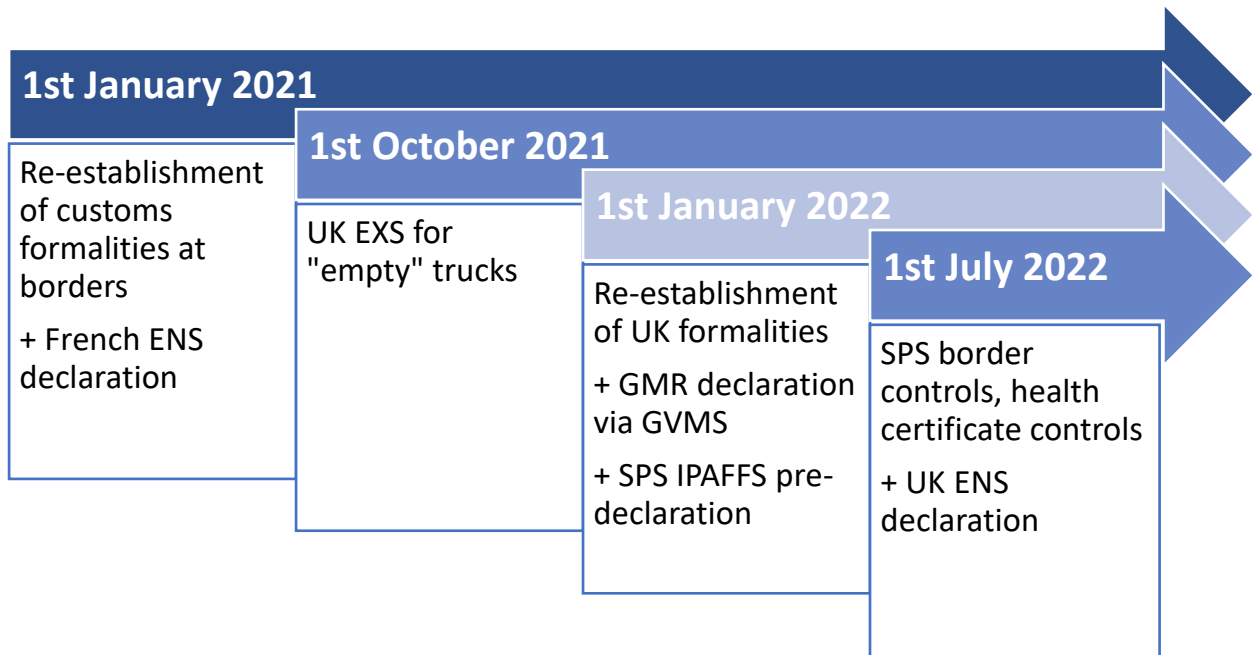 1st January 2021
Re-establishment
of customs
formalities at
borders
+ French ENS
declaration
1st October 2021
UK EXS for
"empty" trucks
1st January 2022
Re-establishment
of UK formalities
+ GMR declaration
via GVMS
+ SPS IPAFFS pre-
declaration
1st July 2022
SPS border
controls, health
certificate controls
+ UK ENS
declaration